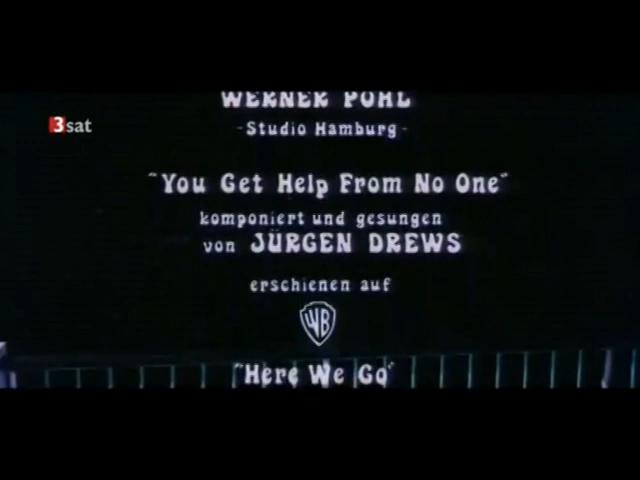 WERNER POHL
3sat
-Studio Hamburg-
"You Get Help From No One"
komponiert und gesungen
von JÜRGEN DREWS
erschienen auf
WB
"Here We Go"